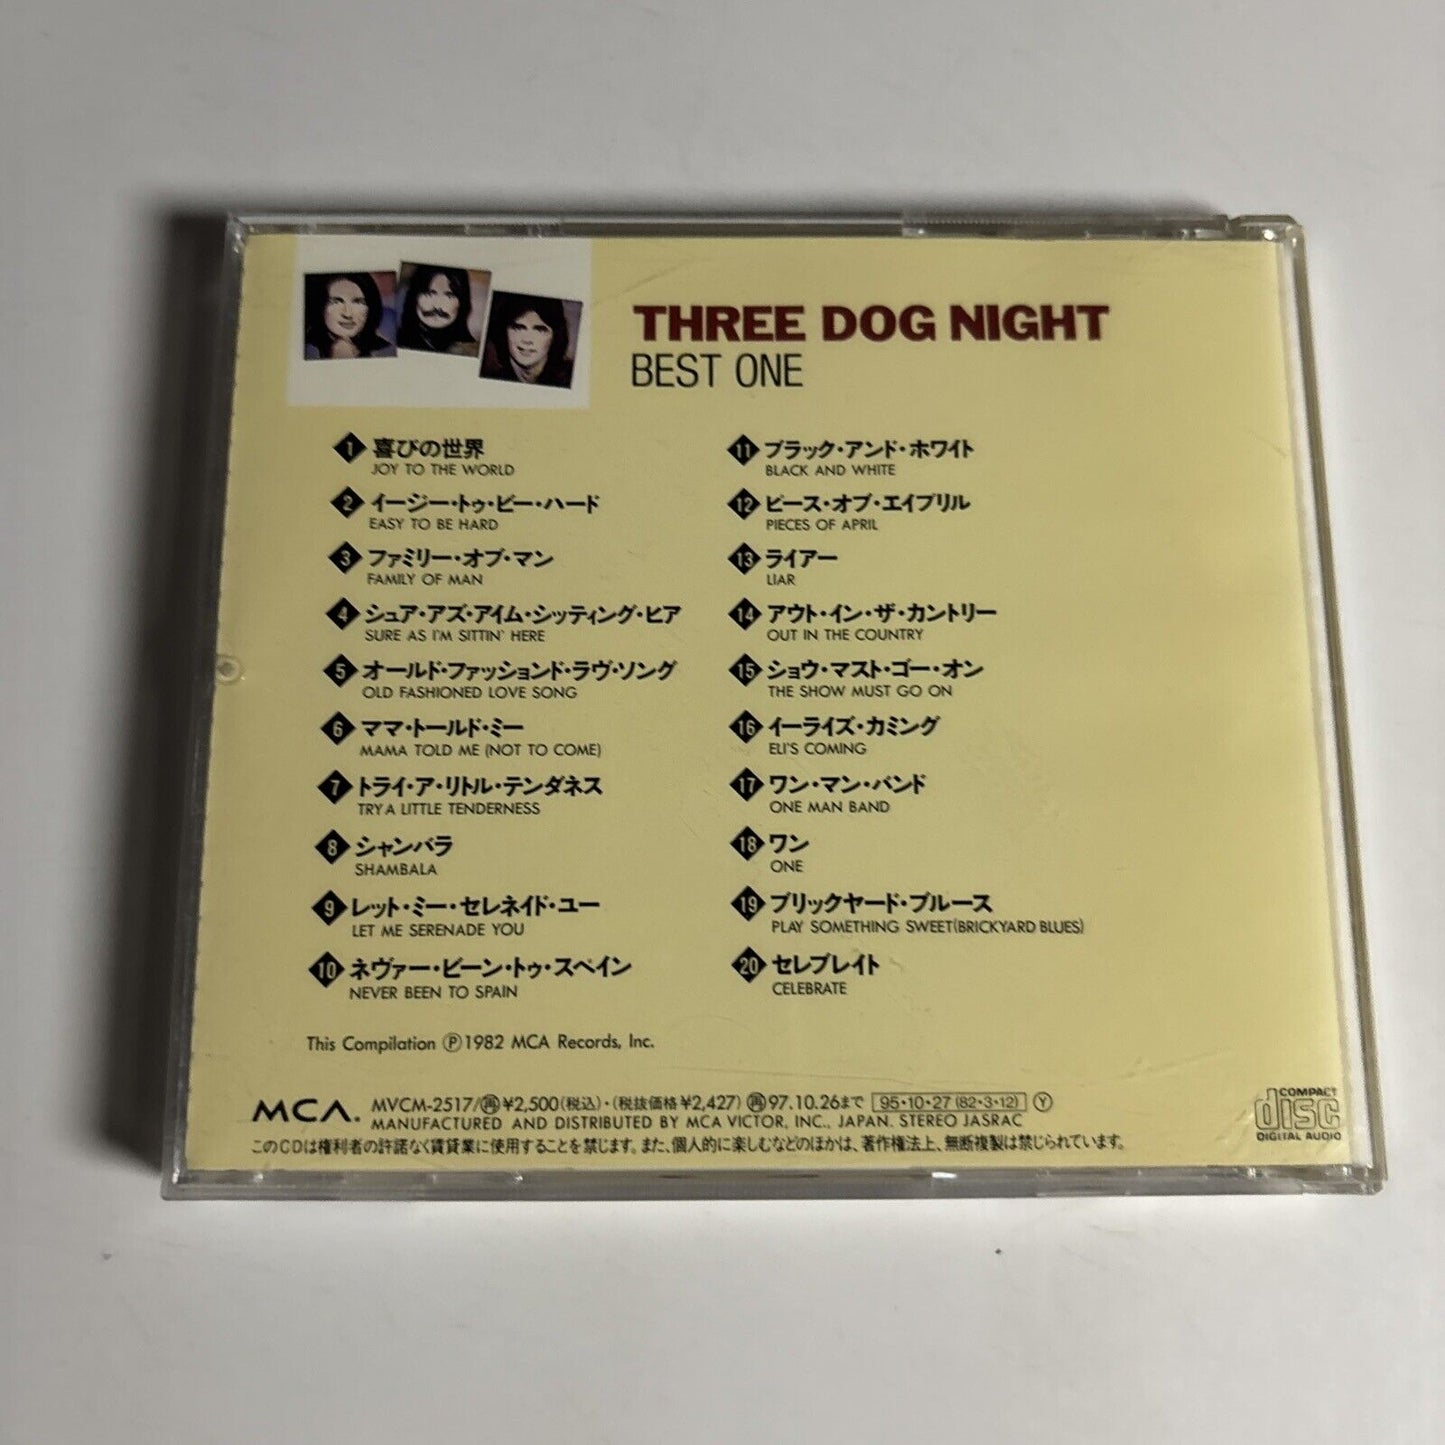 THREE DOG NIGHT
BEST ONE
1 喜びの世界
JOY TO THE WORLD
2 イージー・トゥ・ビー・ハード
EASY TO BE HARD
3 ファミリー・オブ・マン
FAMILY OF MAN
4 シュア・アズ・アイム・シッティング・ヒア
SURE AS I'M SITTIN' HERE
5 オールド・ファッションド・ラヴ・ソング
OLD FASHIONED LOVE SONG
6 ママ・トールド・ミー
MAMA TOLD ME (NOT TO COME)
7 トライ・ア・リトル・テンダネス
TRY A LITTLE TENDERNESS
8 シャンバラ
SHAMBALA
9 レット・ミー・セレネイド・ユー
LET ME SERENADE YOU
10 ネヴァー・ビーン・トゥ・スペイン
NEVER BEEN TO SPAIN
11 ブラック・アンド・ホワイト
BLACK AND WHITE
12 ピース・オブ・エイプリル
PIECES OF APRIL
13 ライアー
LIAR
14 アウト・イン・ザ・カントリー
OUT IN THE COUNTRY
15 ショウ・マスト・ゴー・オン
THE SHOW MUST GO ON
16 イーライズ・カミング
ELI'S COMING
17 ワン・マン・バンド
ONE MAN BAND
18 ワン
ONE
19 ブリックヤード・ブルース
PLAY SOMETHING SWEET(BRICKYARD BLUES)
20 セレブレイト
CELEBRATE
This Compilation Ⓟ1982 MCA Records, Inc.
MCA. MVCM-2517/㊢¥2,500(税込)・(税抜価格¥2,427) ㊢97.10.26まで 95・10・27(82・3・12) Ⓨ
MANUFACTURED AND DISTRIBUTED BY MCA VICTOR, INC., JAPAN. STEREO JASRAC
このCDは権利者の許諾なく賃貸業に使用することを禁じます。また、個人的に楽しむなどのほかは、著作権法上、無断複製は禁じられています。
COMPACT
disc
DIGITAL AUDIO